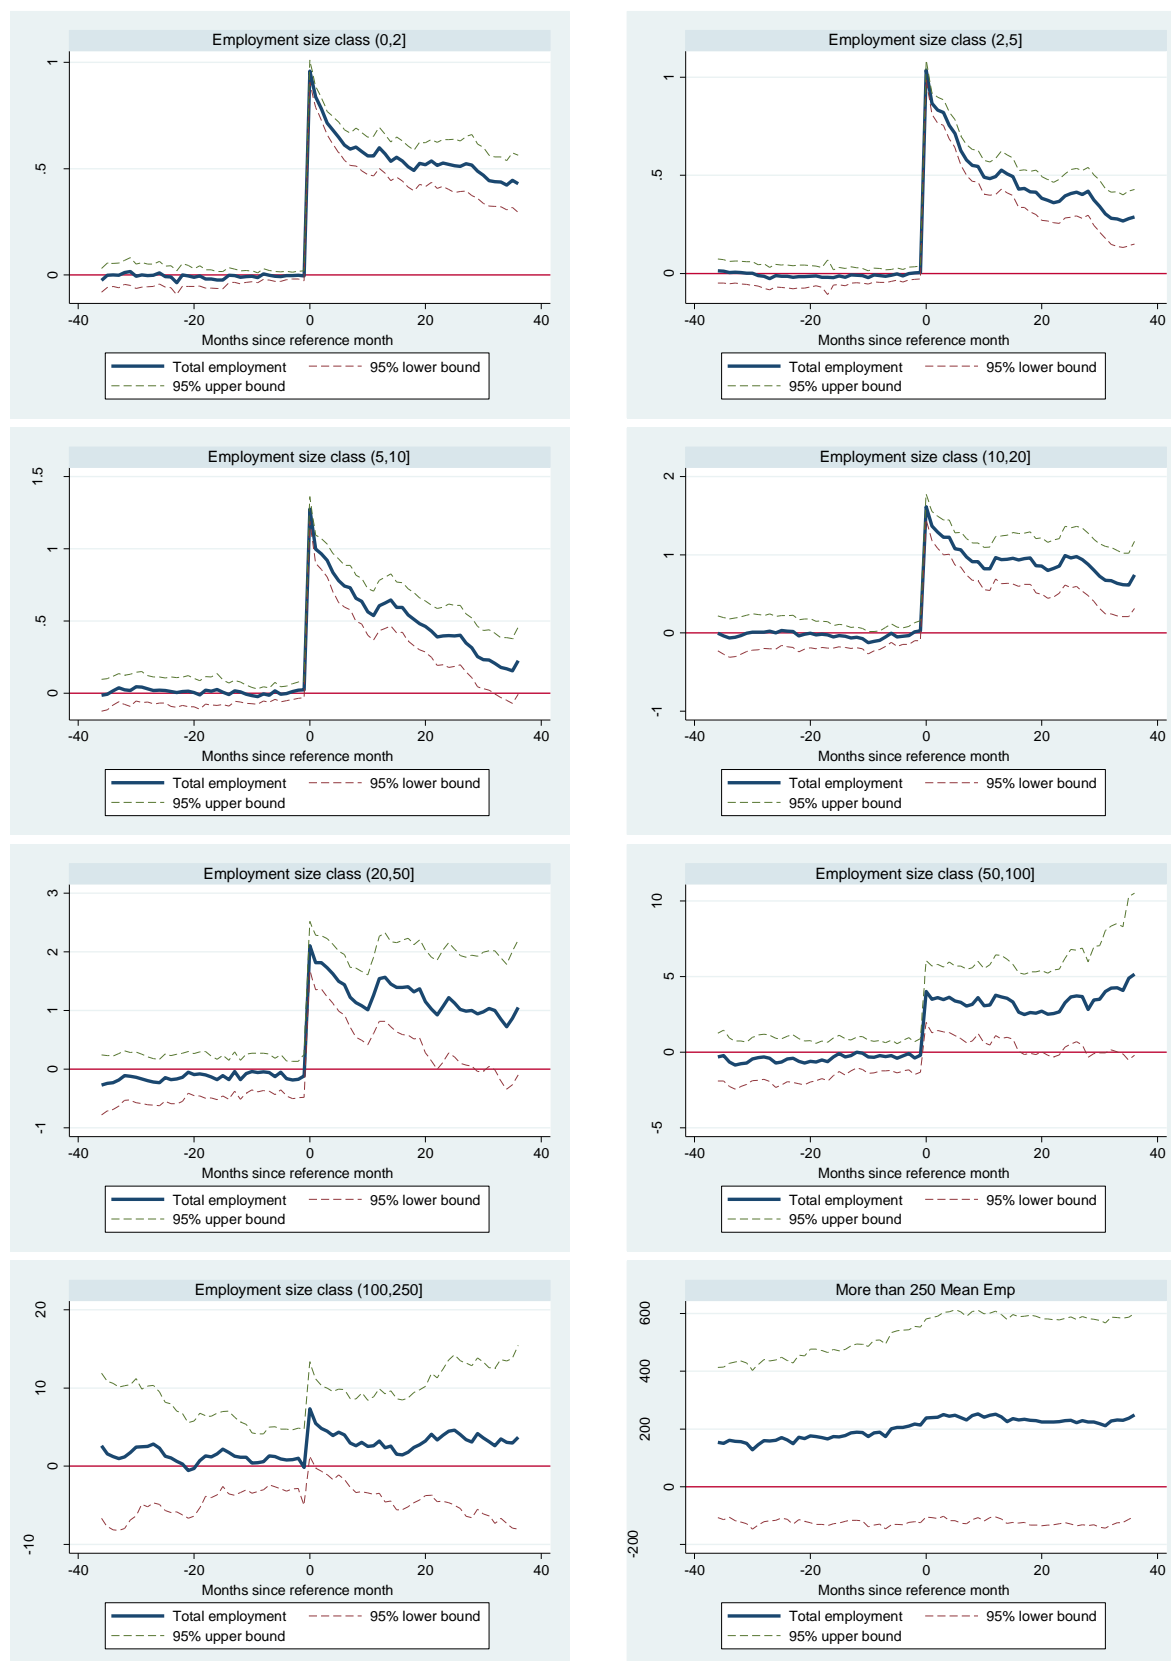 Employment size class (0,2]
1
.5
0
-40 -20 0 20 40
Months since reference month
Total employment 95% lower bound
95% upper bound
Employment size class (2,5]
1
.5
0
-40 -20 0 20 40
Months since reference month
Total employment 95% lower bound
95% upper bound
Employment size class (5,10]
1.5
1
.5
0
-40 -20 0 20 40
Months since reference month
Total employment 95% lower bound
95% upper bound
Employment size class (10,20]
2
1
0
-1
-40 -20 0 20 40
Months since reference month
Total employment 95% lower bound
95% upper bound
Employment size class (20,50]
3
2
1
0
-1
-40 -20 0 20 40
Months since reference month
Total employment 95% lower bound
95% upper bound
Employment size class (50,100]
10
5
0
-5
-40 -20 0 20 40
Months since reference month
Total employment 95% lower bound
95% upper bound
Employment size class (100,250]
20
10
0
-10
-40 -20 0 20 40
Months since reference month
Total employment 95% lower bound
95% upper bound
More than 250 Mean Emp
600
400
200
0
-200
-40 -20 0 20 40
Months since reference month
Total employment 95% lower bound
95% upper bound